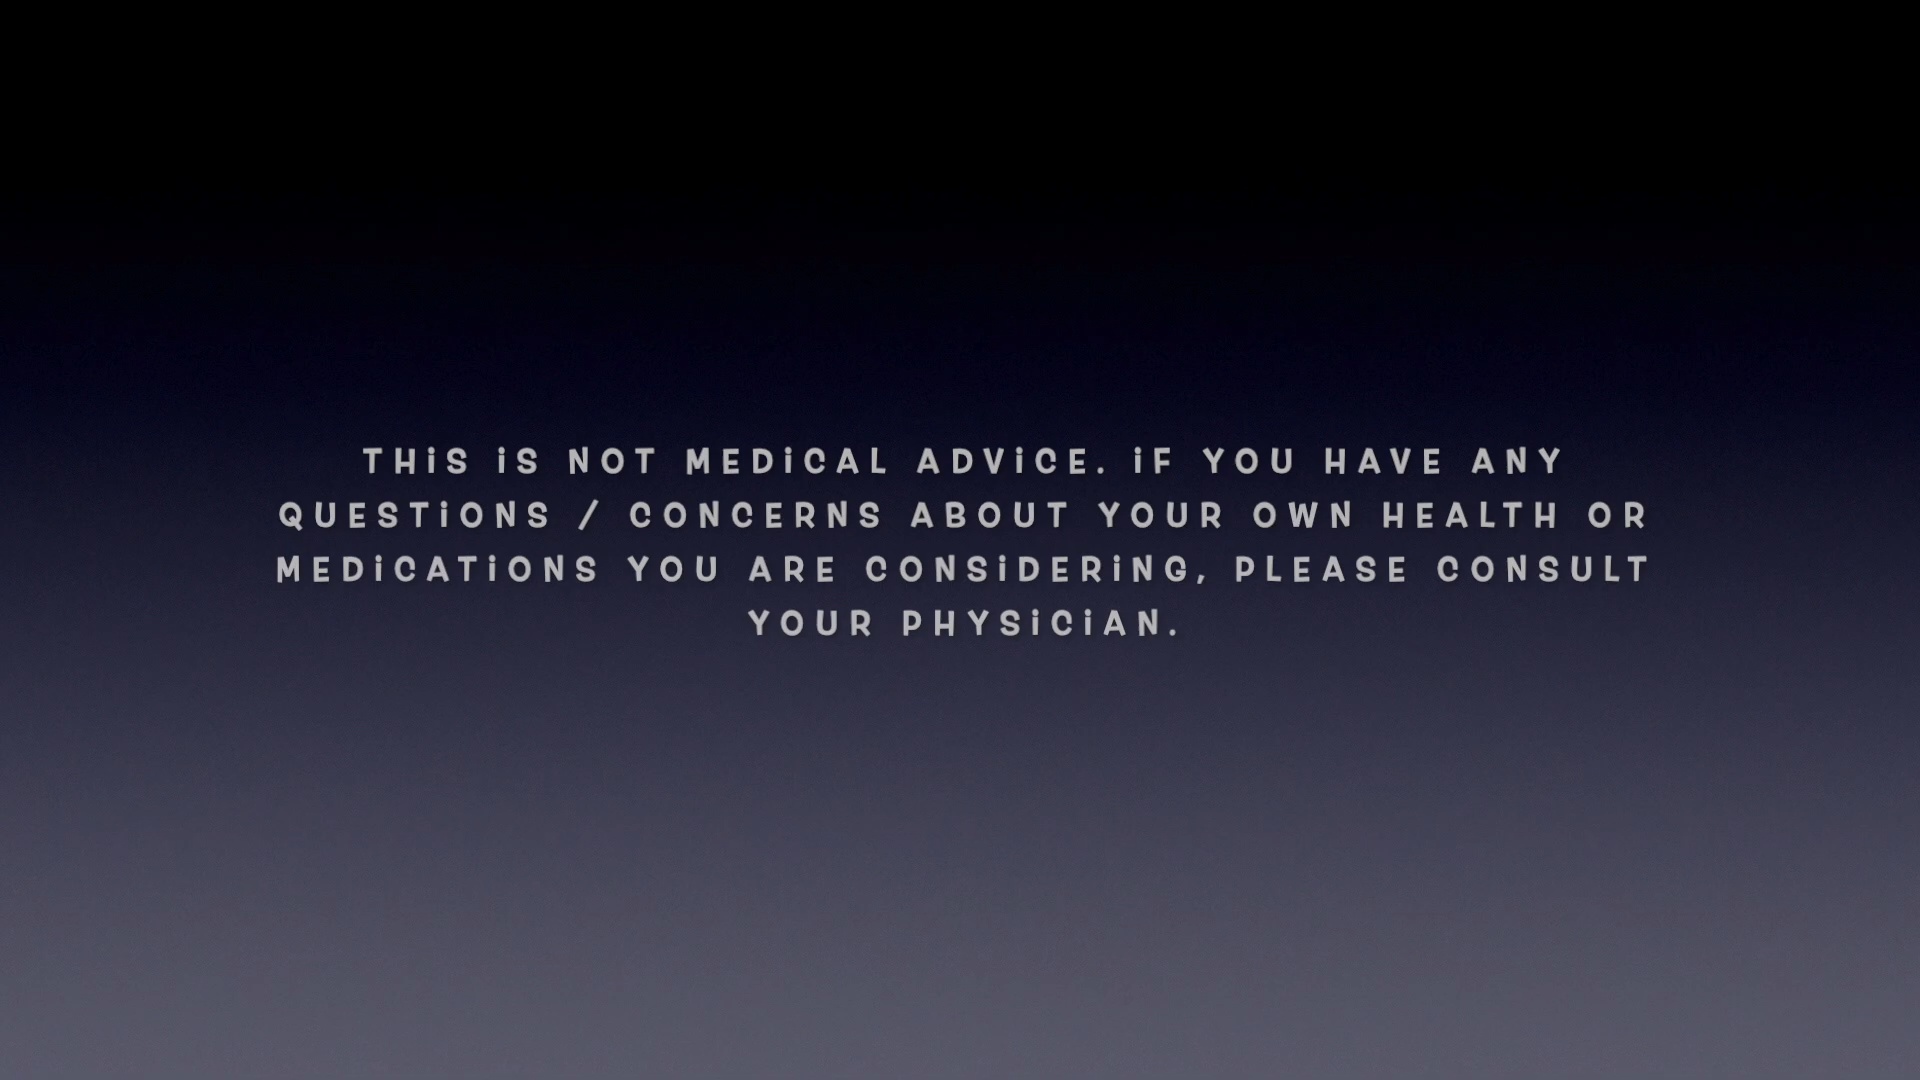 THiS iS NOT MEDiCAL ADViCE. iF YOU HAVE ANY
QUESTiONS / CONCERNS ABOUT YOUR OWN HEALTH OR
MEDiCATiONS YOU ARE CONSiDERiNG, PLEASE CONSULT
YOUR PHYSiCiAN.